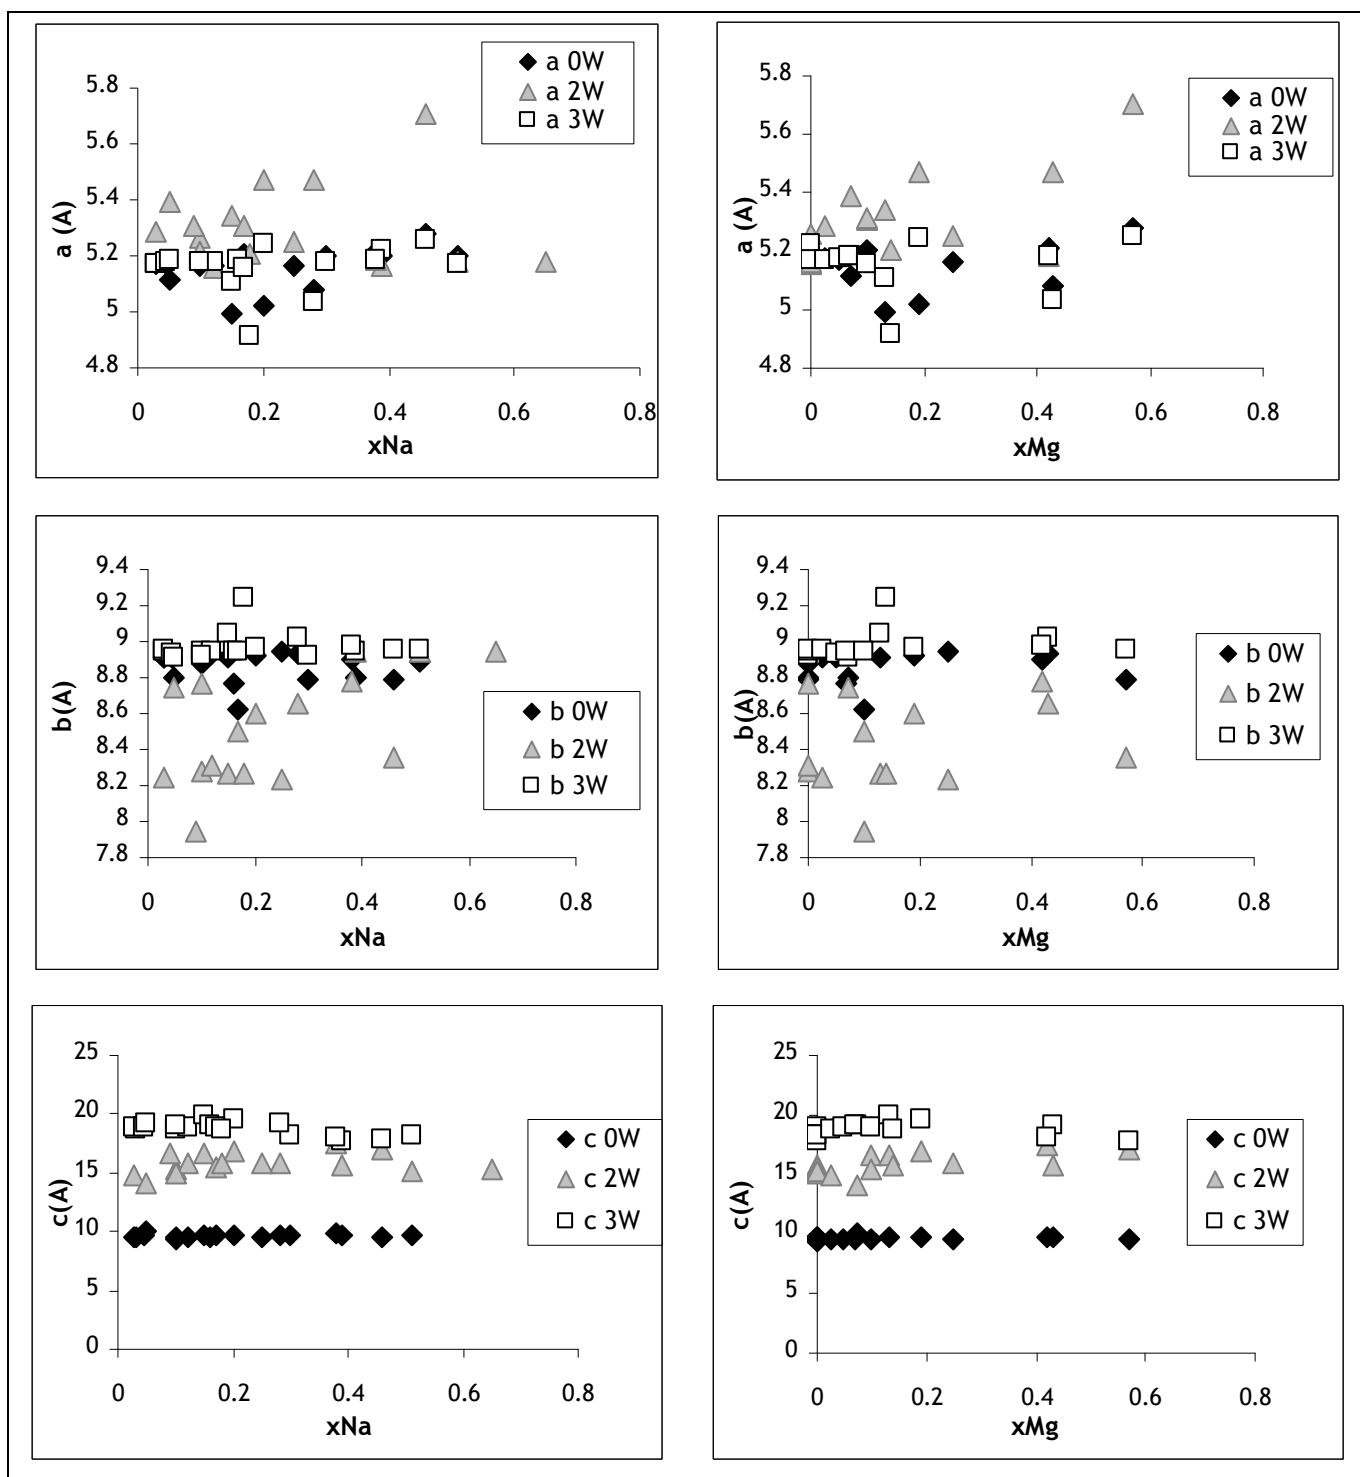 a 0W
a 2W
a 3W
5.8
5.6
5.4
5.2
5
4.8
a (A)
0
0.2
0.4
0.6
0.8
xNa
a 0W
a 2W
a 3W
5.8
5.6
5.4
5.2
5
4.8
a (A)
0
0.2
0.4
0.6
0.8
xMg
9.4
9.2
9
8.8
8.6
8.4
8.2
8
7.8
b(A)
b 0W
b 2W
b 3W
0
0.2
0.4
0.6
0.8
xNa
9.4
9.2
9
8.8
8.6
8.4
8.2
8
7.8
b(A)
b 0W
b 2W
b 3W
0
0.2
0.4
0.6
0.8
xMg
25
20
15
10
5
0
c(A)
c 0W
c 2W
c 3W
0
0.2
0.4
0.6
0.8
xNa
25
20
15
10
5
0
c(A)
c 0W
c 2W
c 3W
0
0.2
0.4
0.6
0.8
xMg